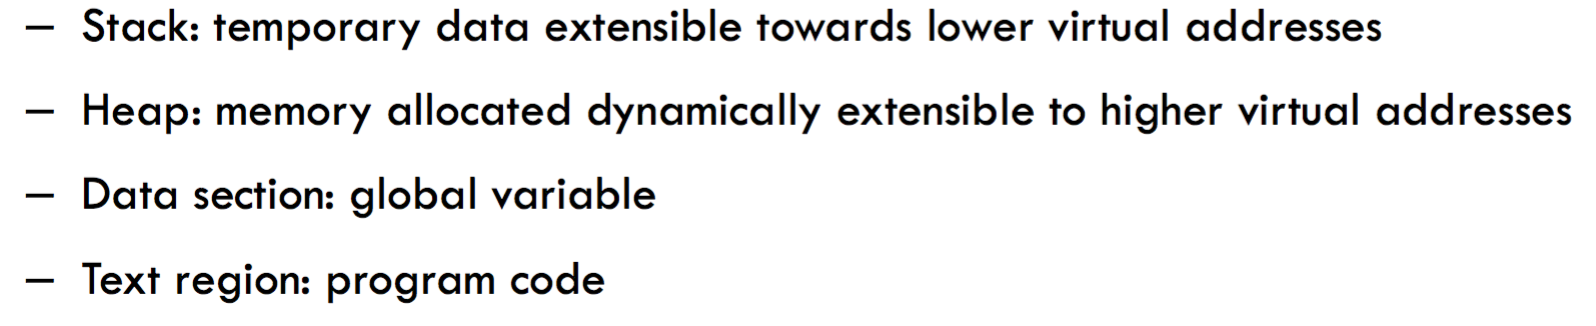 – Stack: temporary data extensible towards lower virtual addresses
– Heap: memory allocated dynamically extensible to higher virtual addresses
– Data section: global variable
– Text region: program code